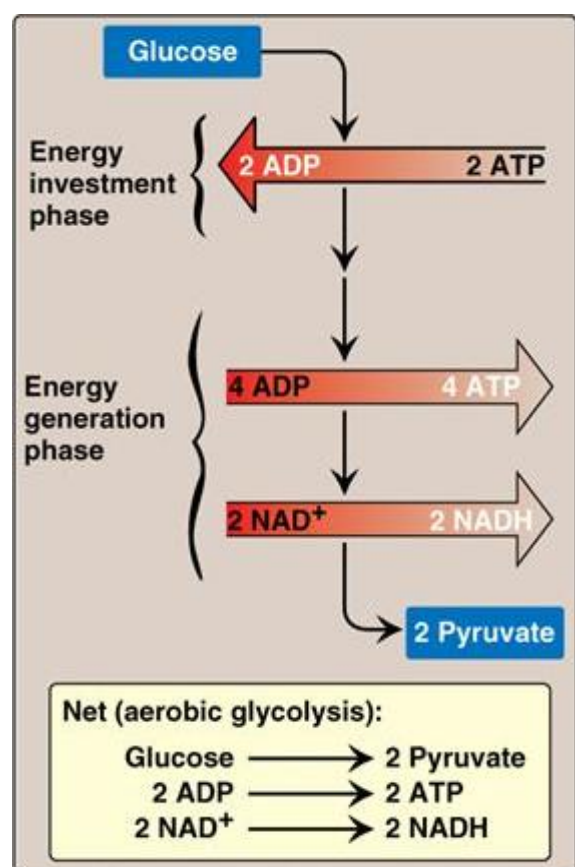 Glucose
Energy
investment
phase
2 ADP 2 ATP
Energy
generation
phase
4 ADP 4 ATP
2 NAD⁺ 2 NADH
2 Pyruvate
Net (aerobic glycolysis):
Glucose ⟶ 2 Pyruvate
2 ADP ⟶ 2 ATP
2 NAD⁺ ⟶ 2 NADH